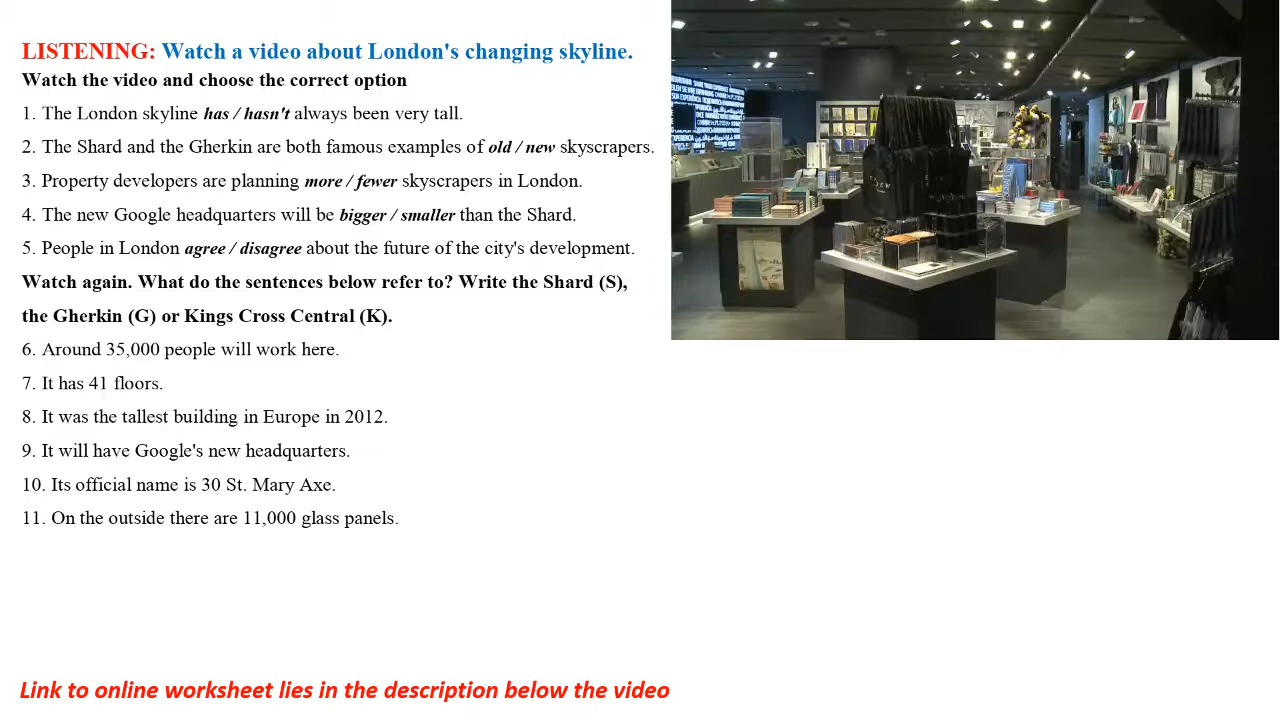 LISTENING: Watch a video about London's changing skyline.
Watch the video and choose the correct option
1. The London skyline has / hasn't always been very tall.
2. The Shard and the Gherkin are both famous examples of old / new skyscrapers.
3. Property developers are planning more / fewer skyscrapers in London.
4. The new Google headquarters will be bigger / smaller than the Shard.
5. People in London agree / disagree about the future of the city's development.
Watch again. What do the sentences below refer to? Write the Shard (S),
the Gherkin (G) or Kings Cross Central (K).
6. Around 35,000 people will work here.
7. It has 41 floors.
8. It was the tallest building in Europe in 2012.
9. It will have Google's new headquarters.
10. Its official name is 30 St. Mary Axe.
11. On the outside there are 11,000 glass panels.
Link to online worksheet lies in the description below the video